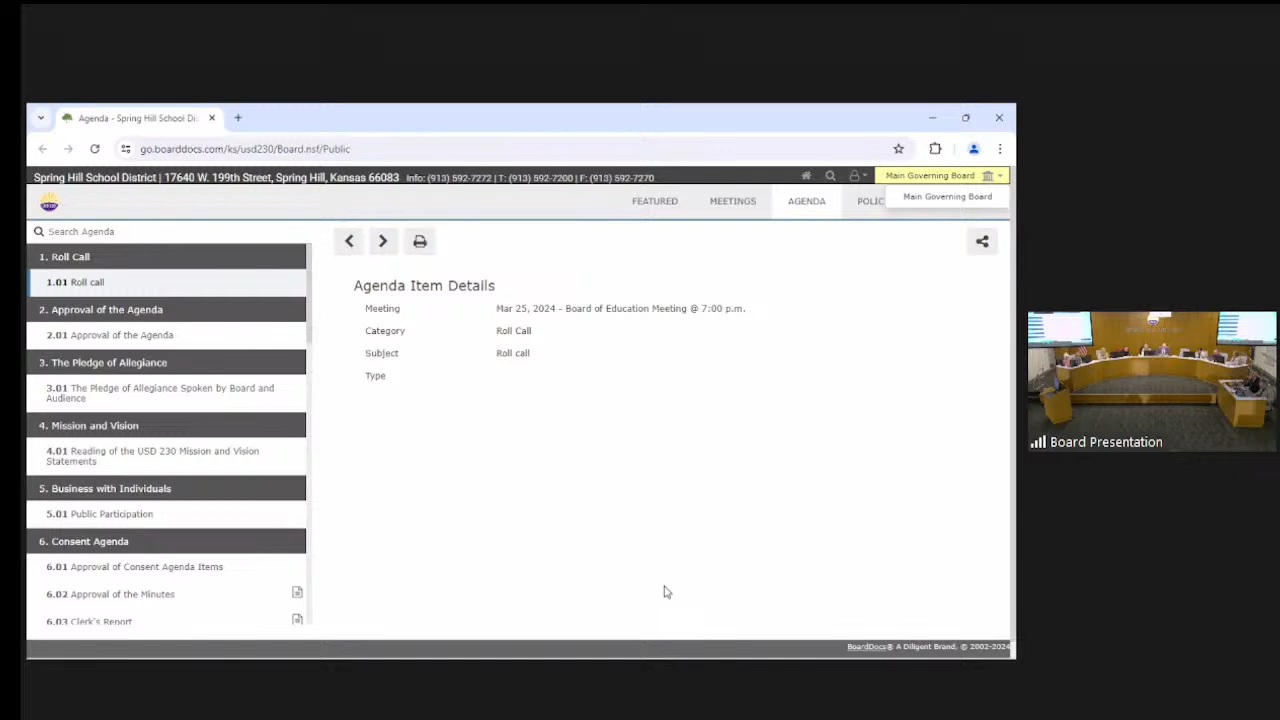 Agenda - Spring Hill School Di
go.boarddocs.com/ks/usd230/Board.nsf/Public
Spring Hill School District | 17640 W. 199th Street, Spring Hill, Kansas 66083 Info: (913) 592-7272 | T: (913) 592-7200 | F: (913) 592-7270
Main Governing Board
Main Governing Board
FEATURED MEETINGS AGENDA POLIC
Search Agenda
1. Roll Call
1.01 Roll call
2. Approval of the Agenda
2.01 Approval of the Agenda
3. The Pledge of Allegiance
3.01 The Pledge of Allegiance Spoken by Board and
Audience
4. Mission and Vision
4.01 Reading of the USD 230 Mission and Vision
Statements
5. Business with Individuals
5.01 Public Participation
6. Consent Agenda
6.01 Approval of Consent Agenda Items
6.02 Approval of the Minutes
6.03 Clerk's Report
Agenda Item Details
Meeting Mar 25, 2024 - Board of Education Meeting @ 7:00 p.m.
Category Roll Call
Subject Roll call
Type
BoardDocs® A Diligent Brand, © 2002-2024
Board Presentation